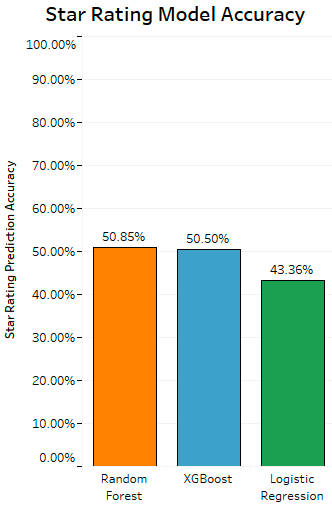 Star Rating Model Accuracy
Star Rating Prediction Accuracy
100.00%
90.00%
80.00%
70.00%
60.00%
50.00%
40.00%
30.00%
20.00%
10.00%
0.00%
50.85%
50.50%
43.36%
Random
Forest
XGBoost
Logistic
Regression